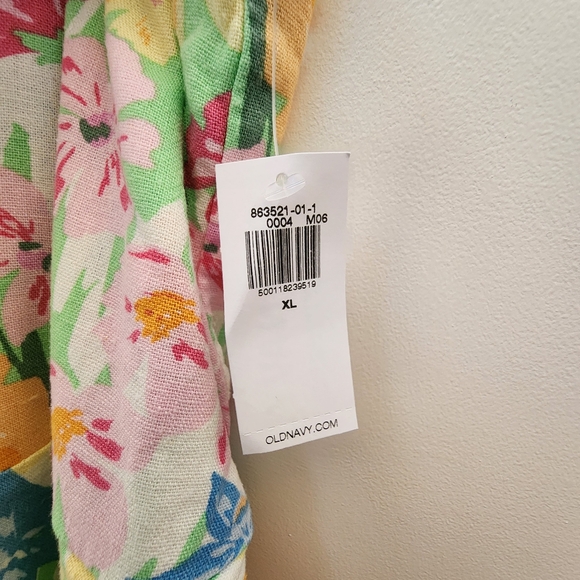 863521-01-1
0004 M06
500118239519
XL
OLDNAVY.COM